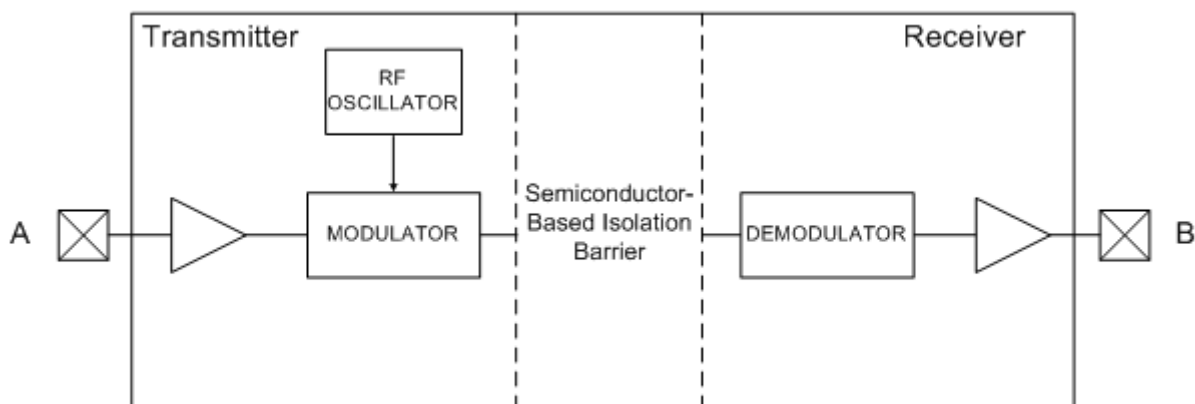 Transmitter
Receiver
RF
OSCILLATOR
A
MODULATOR
Semiconductor-
Based Isolation
Barrier
DEMODULATOR
B